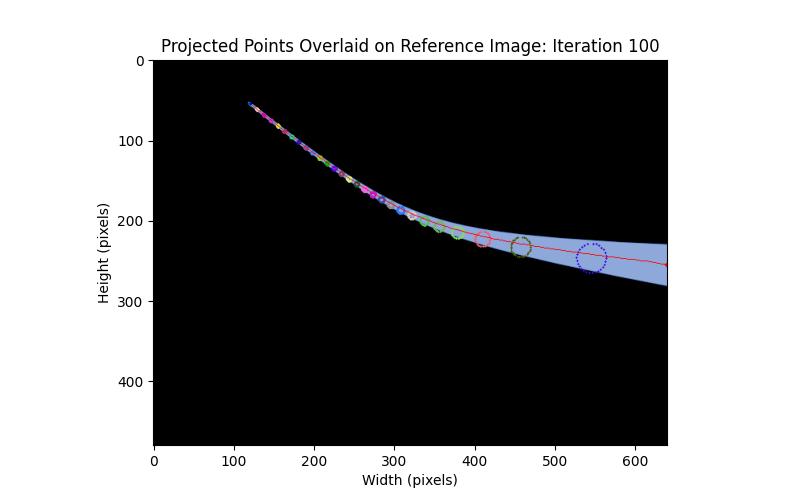 Projected Points Overlaid on Reference Image: Iteration 100
0
100
200
300
400
Height (pixels)
0 100 200 300 400 500 600
Width (pixels)